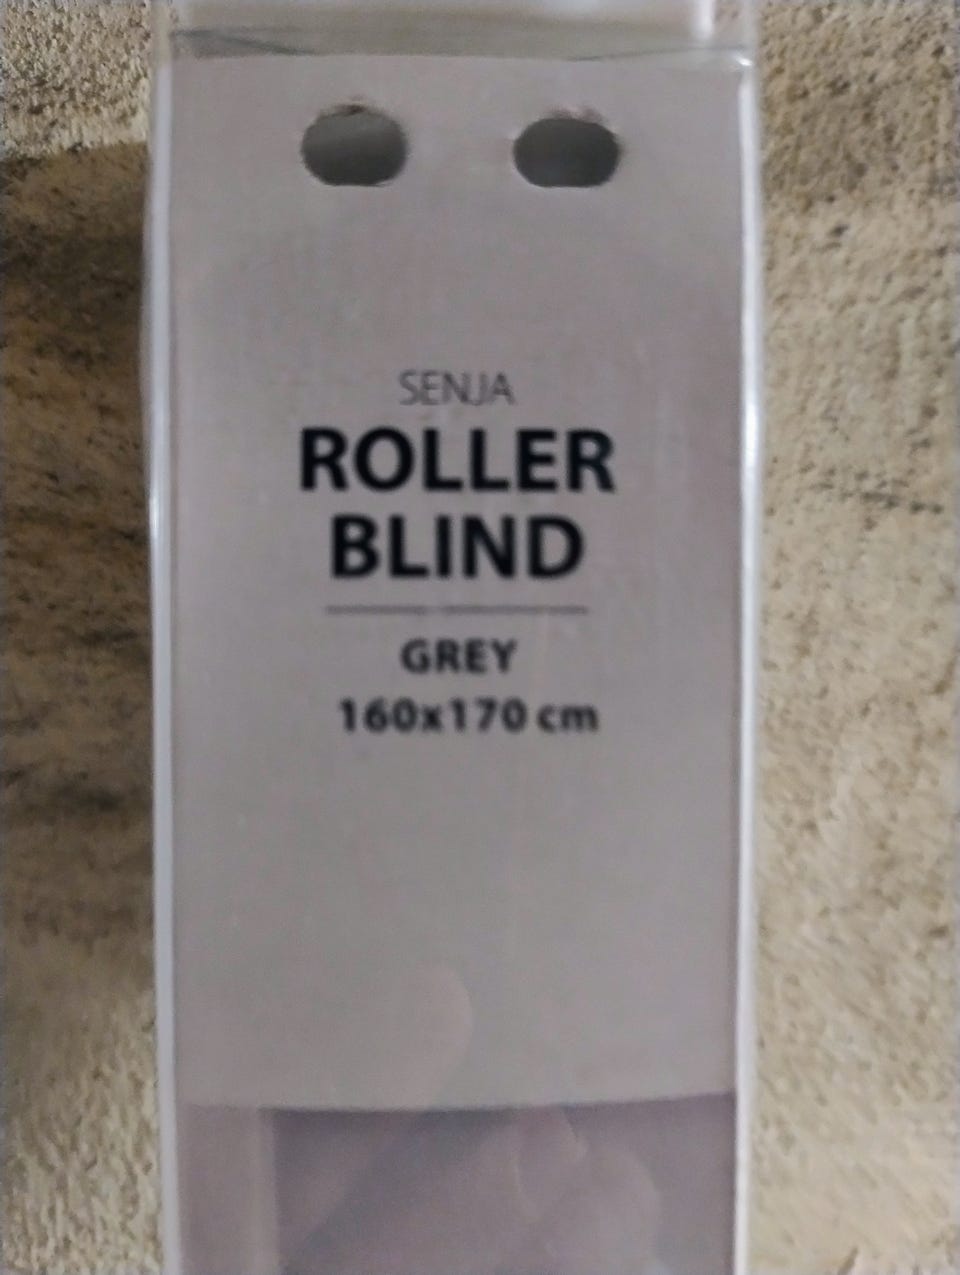 SENJA
ROLLER
BLIND
GREY
160x170 cm